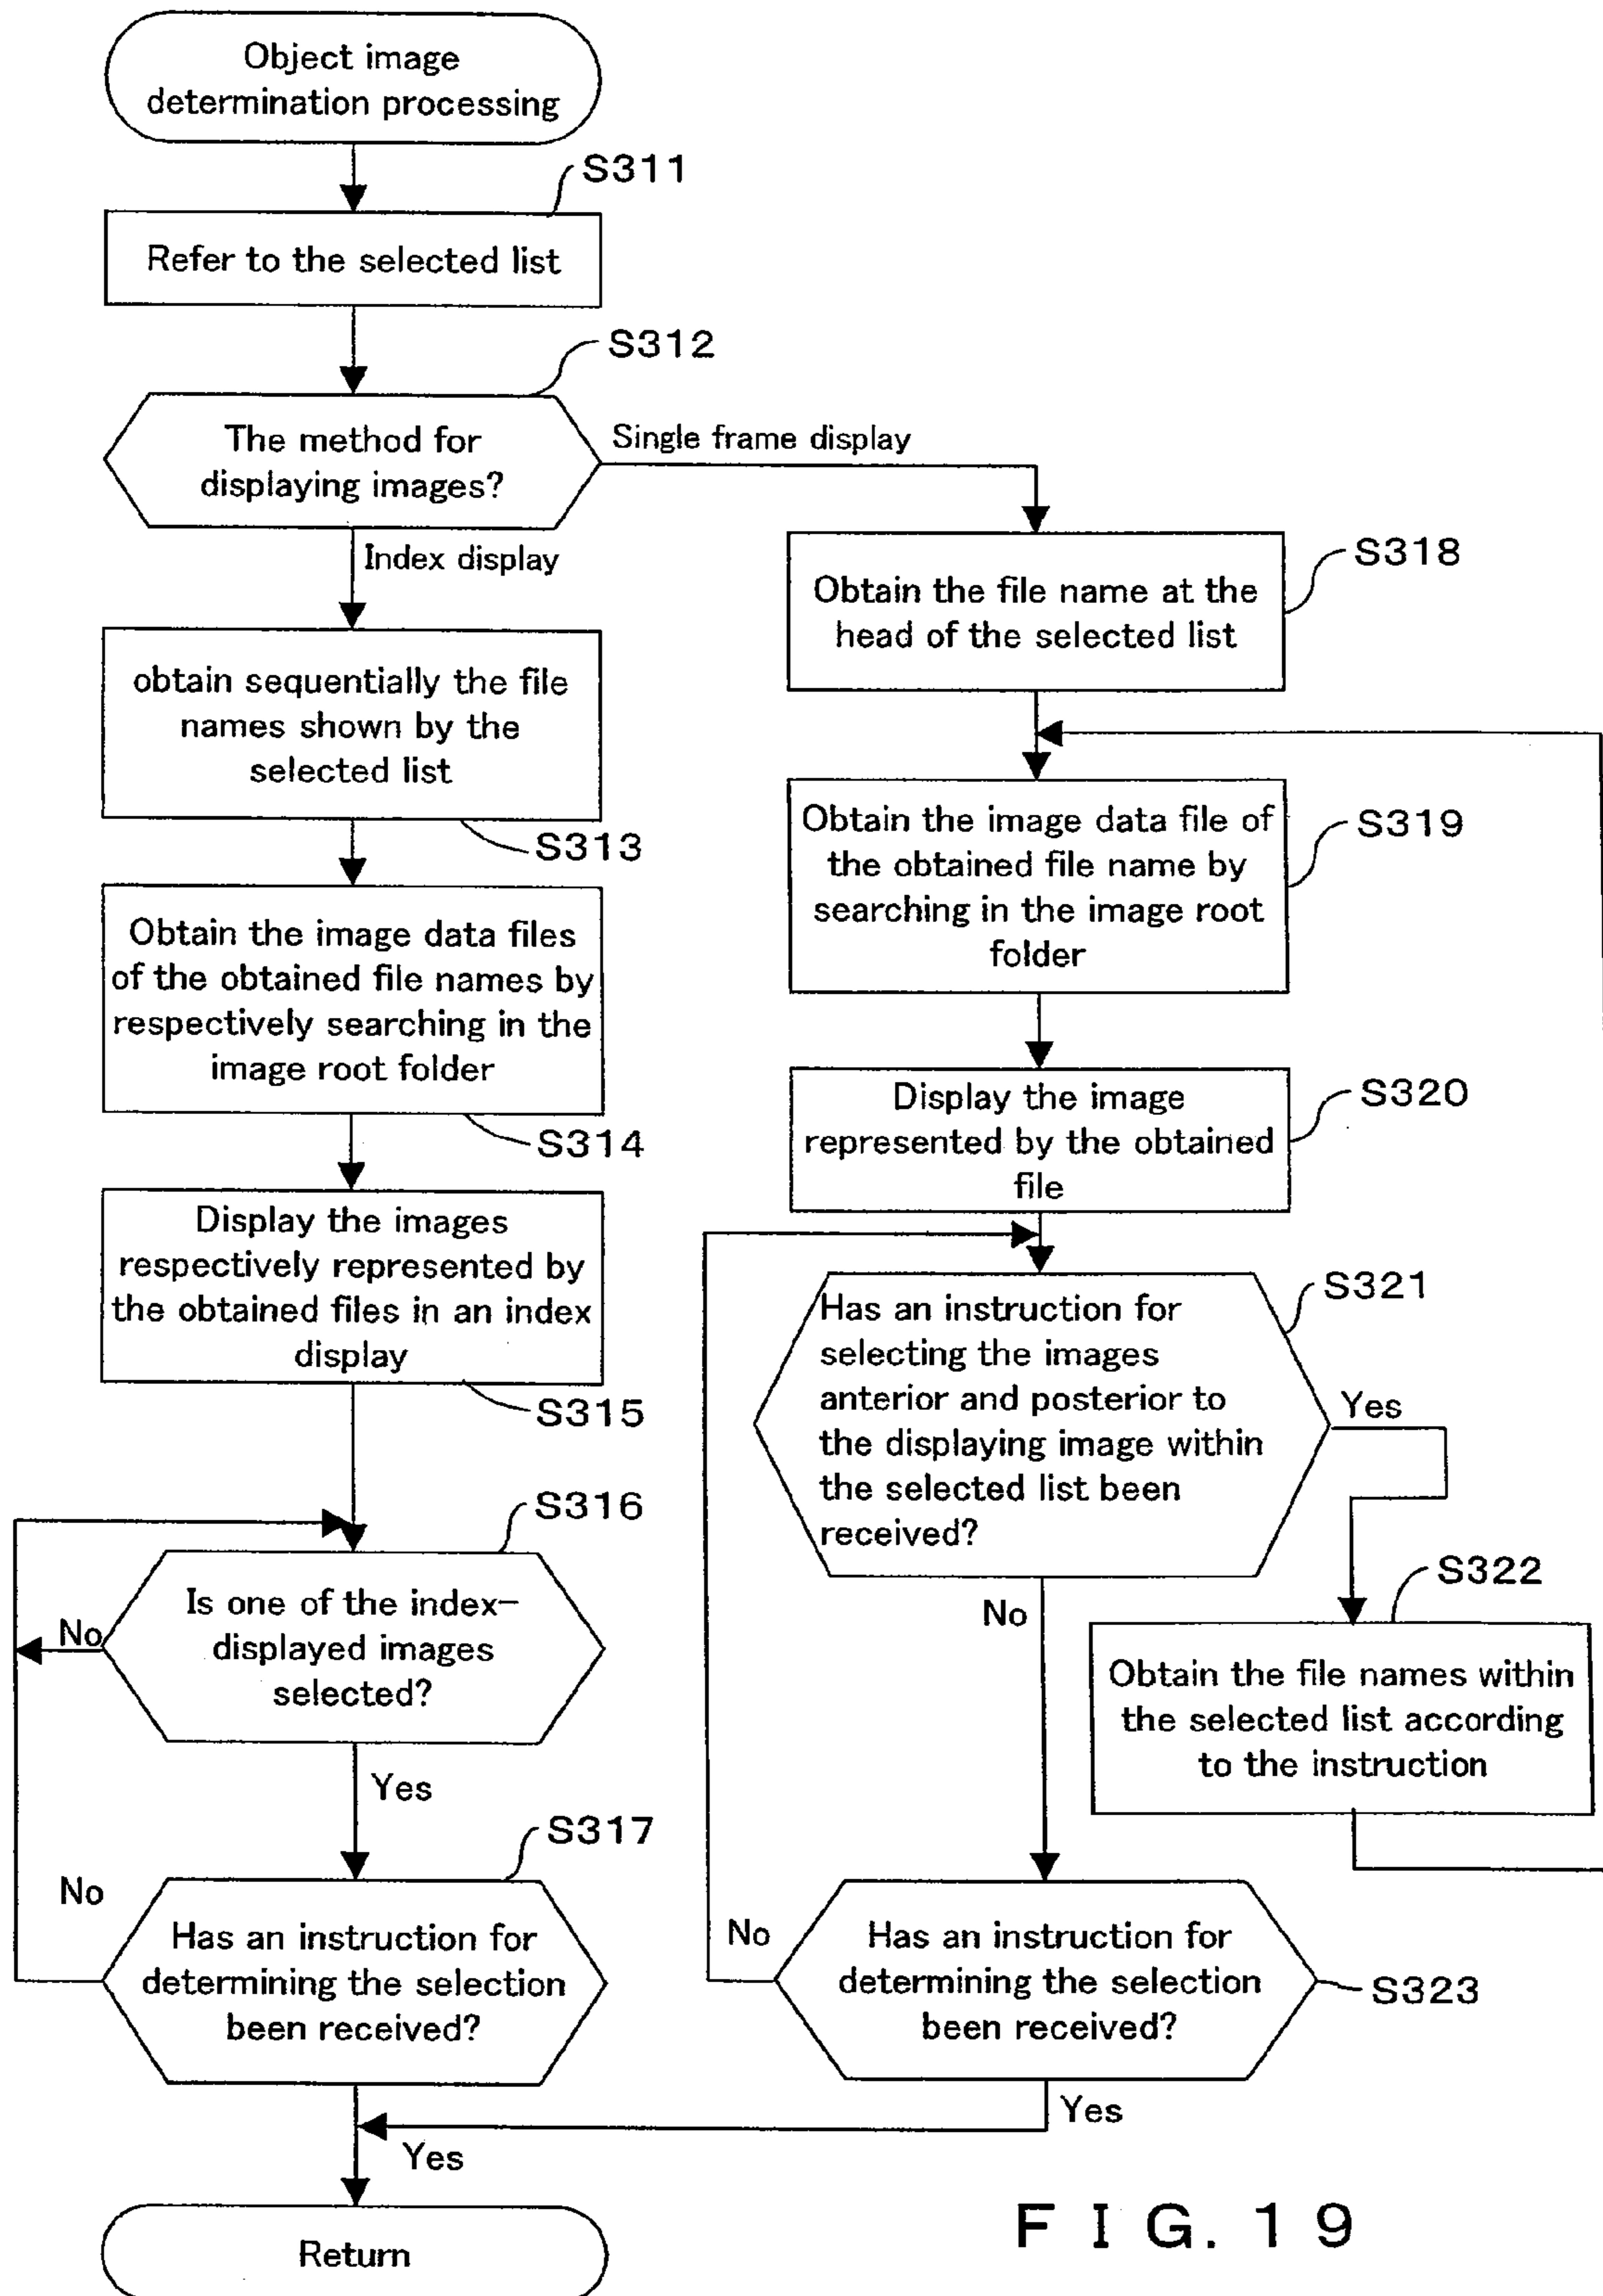 Object image
determination processing
S311
Refer to the selected list
S312
The method for
displaying images?
Single frame display
Index display
obtain sequentially the file
names shown by the
selected list
S313
Obtain the image data files
of the obtained file names by
respectively searching in the
image root folder
S314
Display the images
respectively represented by
the obtained files in an index
display
S315
S316
Is one of the index-
displayed images
selected?
No
Yes
S317
No
Has an instruction for
determining the selection
been received?
Yes
Return
S318
Obtain the file name at the
head of the selected list
S319
Obtain the image data file of
the obtained file name by
searching in the image root
folder
S320
Display the image
represented by the obtained
file
S321
Has an instruction for
selecting the images
anterior and posterior to
the displaying image within
the selected list been
received?
Yes
No
S322
Obtain the file names within
the selected list according
to the instruction
No
Has an instruction for
determining the selection
been received?
S323
Yes
FIG. 19